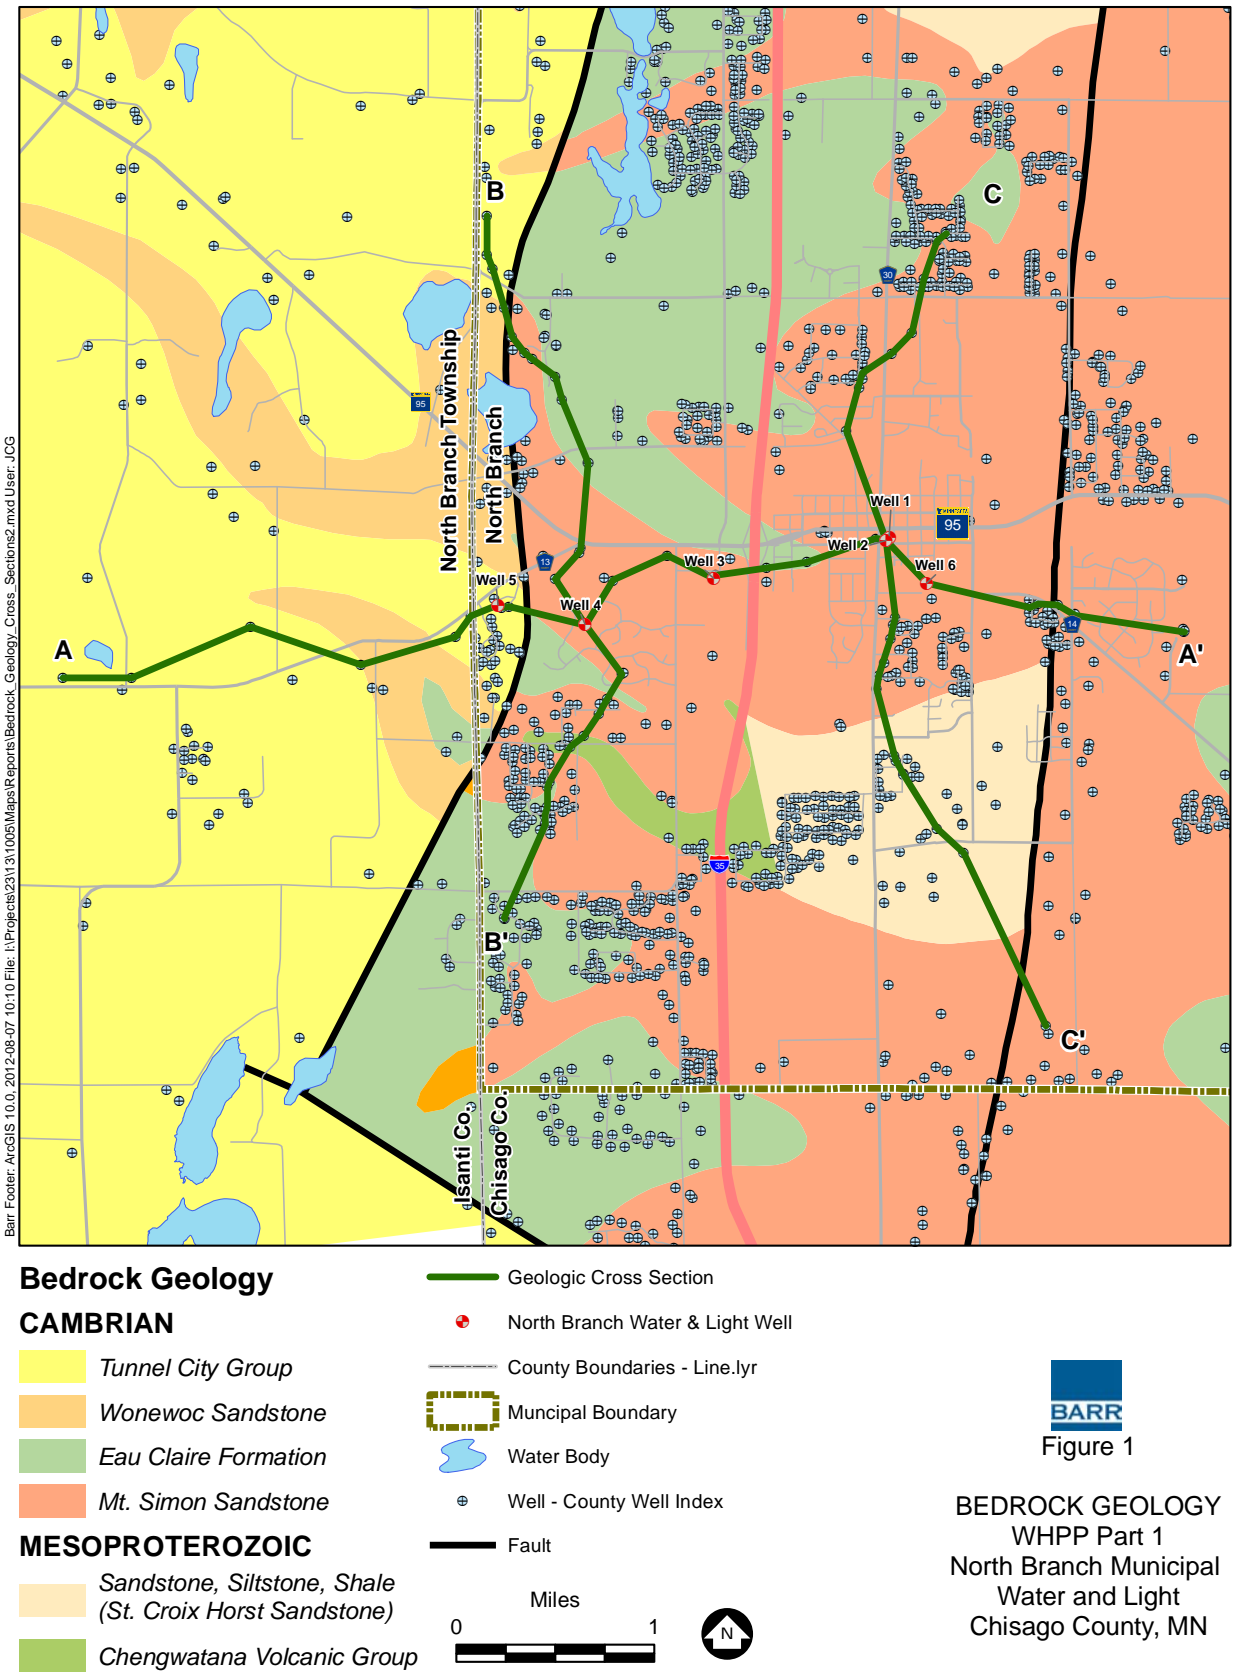 B
C
30
North Branch Township
North Branch
95
Well 1
95
Well 2
13
Well 3
Well 6
Well 5
Well 4
14
A
A'
35
B'
C'
Isanti Co.
Chisago Co.
Barr Footer: ArcGIS 10.0, 2012-08-07 10:10 File: I:\Projects\23\13\1005\Maps\Reports\Bedrock_Geology_Cross_Sections2.mxd User: JCG
Bedrock Geology
CAMBRIAN
Tunnel City Group
Wonewoc Sandstone
Eau Claire Formation
Mt. Simon Sandstone
MESOPROTEROZOIC
Sandstone, Siltstone, Shale
(St. Croix Horst Sandstone)
Chengwatana Volcanic Group
Geologic Cross Section
North Branch Water & Light Well
County Boundaries - Line.lyr
Muncipal Boundary
Water Body
Well - County Well Index
Fault
Miles
0 1
N
BARR
Figure 1
BEDROCK GEOLOGY
WHPP Part 1
North Branch Municipal
Water and Light
Chisago County, MN